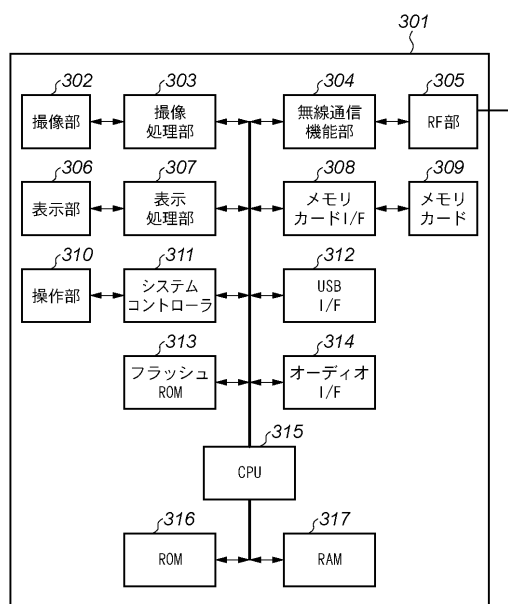 301
302
303
304
305
撮像部
撮像
処理部
無線通信
機能部
RF部
306
307
308
309
表示部
表示
処理部
メモリ
カードI/F
メモリ
カード
310
311
312
操作部
システム
コントローラ
USB
I/F
313
314
フラッシュ
ROM
オーディオ
I/F
315
CPU
316
317
ROM
RAM